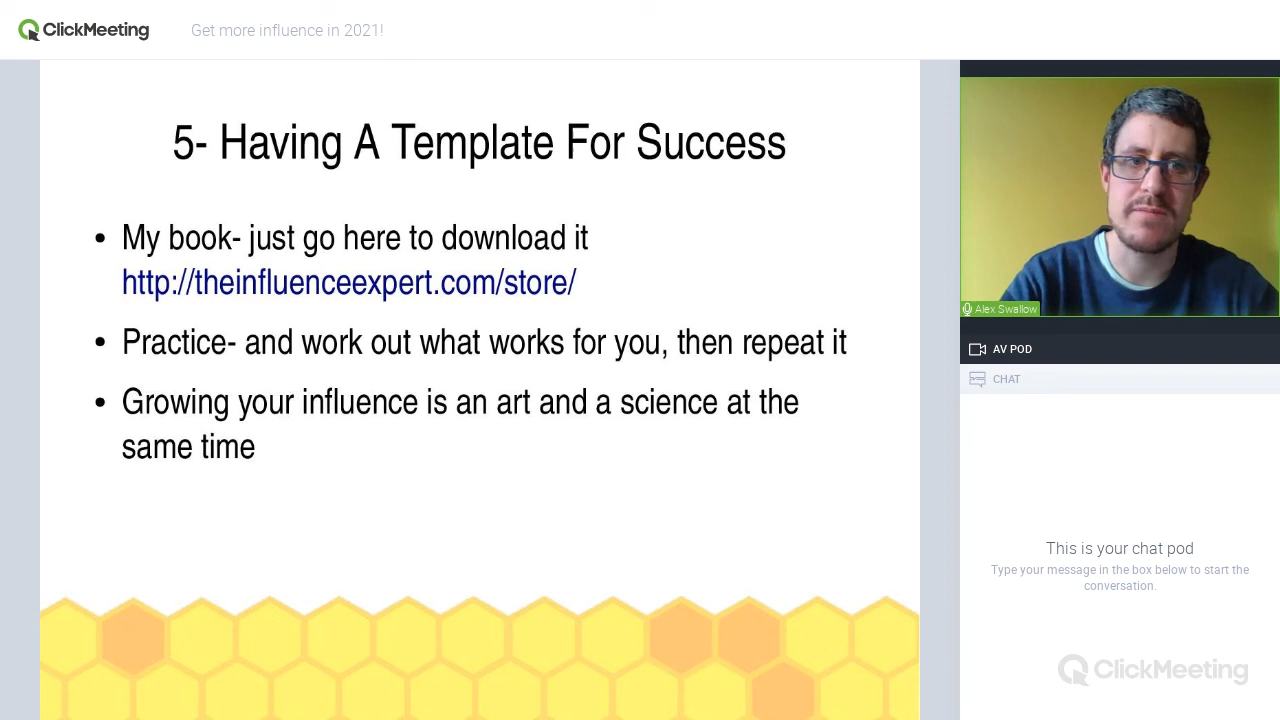 ClickMeeting
Get more influence in 2021!
5- Having A Template For Success
• My book- just go here to download it
http://theinfluenceexpert.com/store/
• Practice- and work out what works for you, then repeat it
• Growing your influence is an art and a science at the
same time
Alex Swallow
AV POD
CHAT
This is your chat pod
Type your message in the box below to start the
conversation.
ClickMeeting